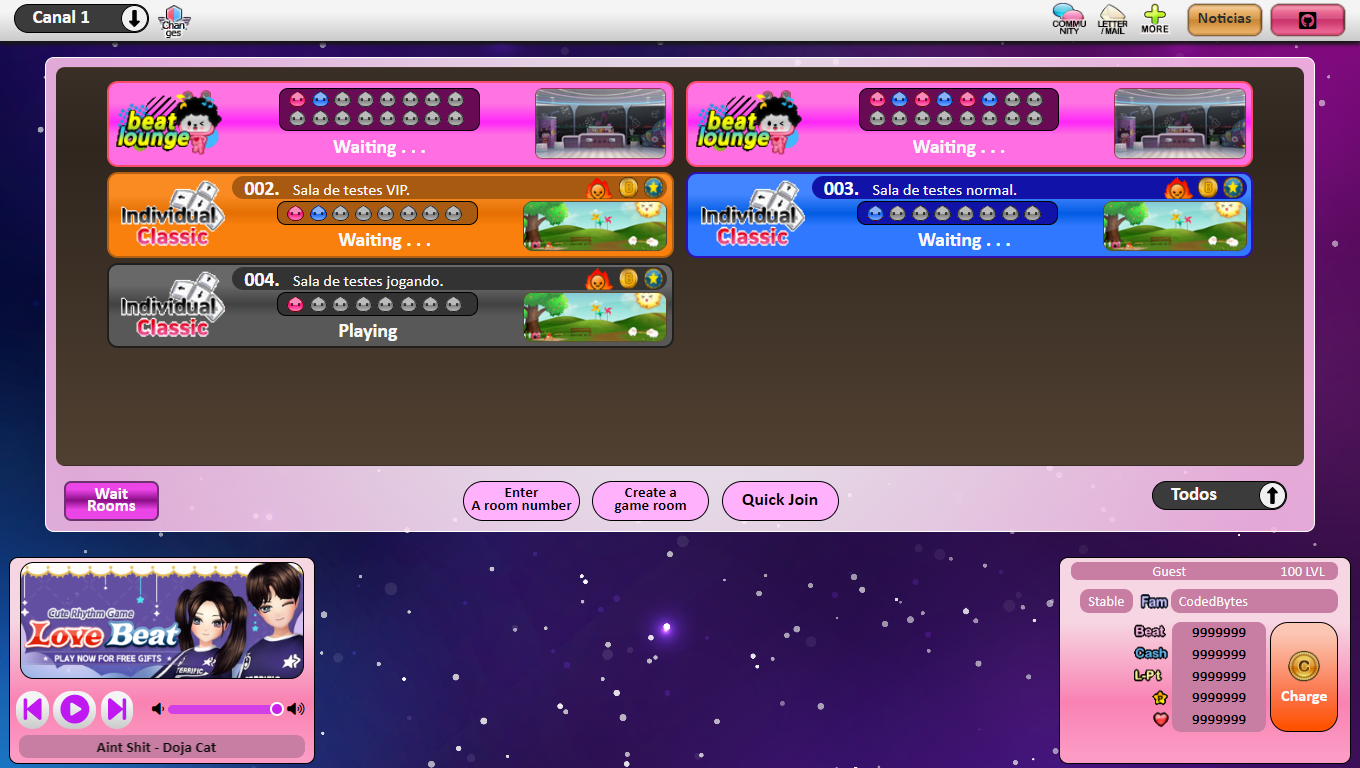 Canal 1
Chan
ges
COMMU
NITY
LETTER
/MAIL
MORE
Noticias
beat
lounge
Waiting . . .
beat
lounge
Waiting . . .
Individual
Classic
002. Sala de testes VIP.
Waiting . . .
Individual
Classic
003. Sala de testes normal.
Waiting . . .
Individual
Classic
004. Sala de testes jogando.
Playing
Wait
Rooms
Enter
A room number
Create a
game room
Quick Join
Todos
Cute Rhythm Game
Love Beat
★ PLAY NOW FOR FREE GIFTS ★
TERRIFIC
TERRIFIC
Aint Shit - Doja Cat
Guest 100 LVL
Stable Fam CodedBytes
Beat 9999999
Cash 9999999
L-Pt 9999999
9999999
9999999
C
Charge